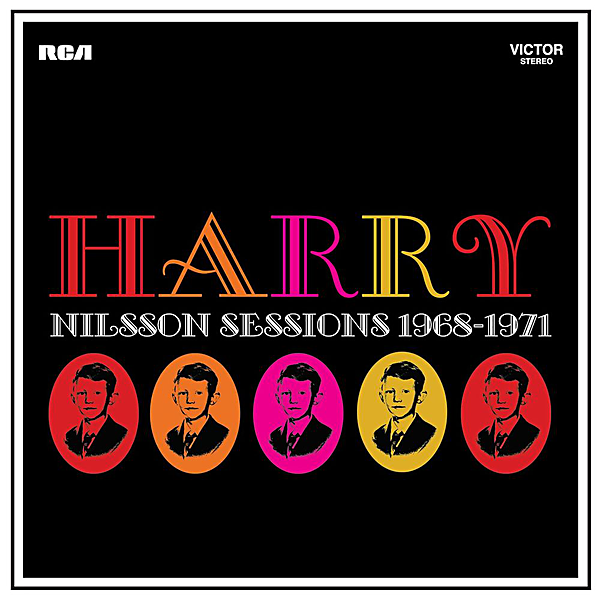 RCA
VICTOR
STEREO
HARRY
NILSSON SESSIONS 1968-1971